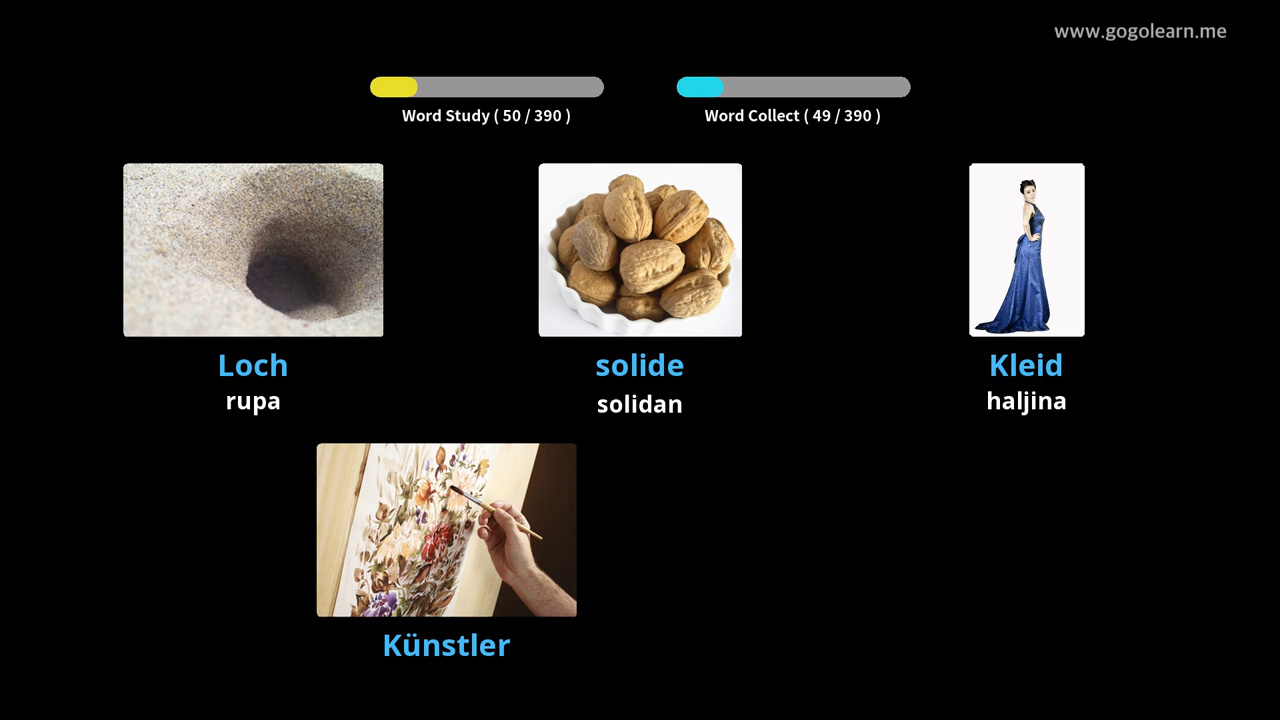 www.gogolearn.me
Word Study ( 50 / 390 )
Word Collect ( 49 / 390 )
Loch
solide
Kleid
rupa
solidan
haljina
Künstler